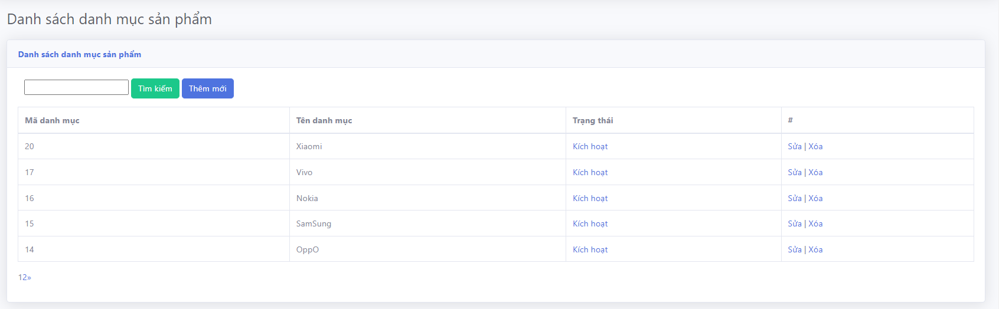 Danh sách danh mục sản phẩm
Danh sách danh mục sản phẩm
Tìm kiếm Thêm mới
Mã danh mục Tên danh mục Trạng thái #
20 Xiaomi Kích hoạt Sửa | Xóa
17 Vivo Kích hoạt Sửa | Xóa
16 Nokia Kích hoạt Sửa | Xóa
15 SamSung Kích hoạt Sửa | Xóa
14 OppO Kích hoạt Sửa | Xóa
12»